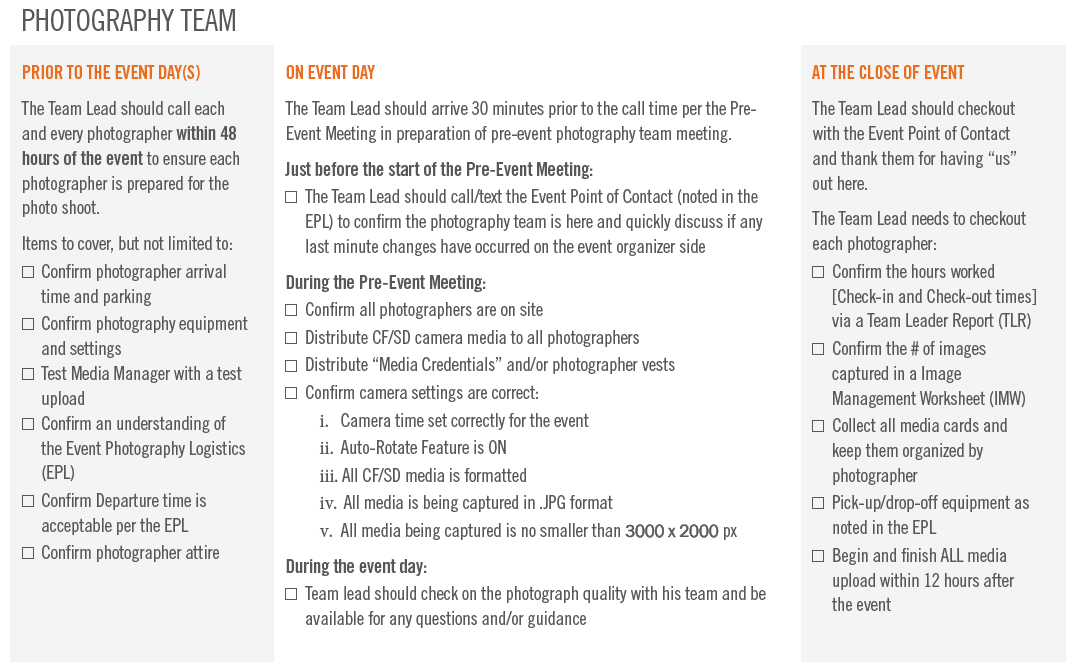 PHOTOGRAPHY TEAM
PRIOR TO THE EVENT DAY(S)
The Team Lead should call each
and every photographer within 48
hours of the event to ensure each
photographer is prepared for the
photo shoot.
Items to cover, but not limited to:
☐ Confirm photographer arrival
time and parking
☐ Confirm photography equipment
and settings
☐ Test Media Manager with a test
upload
☐ Confirm an understanding of
the Event Photography Logistics
(EPL)
☐ Confirm Departure time is
acceptable per the EPL
☐ Confirm photographer attire
ON EVENT DAY
The Team Lead should arrive 30 minutes prior to the call time per the Pre-
Event Meeting in preparation of pre-event photography team meeting.
Just before the start of the Pre-Event Meeting:
☐ The Team Lead should call/text the Event Point of Contact (noted in the
EPL) to confirm the photography team is here and quickly discuss if any
last minute changes have occurred on the event organizer side
During the Pre-Event Meeting:
☐ Confirm all photographers are on site
☐ Distribute CF/SD camera media to all photographers
☐ Distribute “Media Credentials” and/or photographer vests
☐ Confirm camera settings are correct:
i. Camera time set correctly for the event
ii. Auto-Rotate Feature is ON
iii. All CF/SD media is formatted
iv. All media is being captured in .JPG format
v. All media being captured is no smaller than 3000 x 2000 px
During the event day:
☐ Team lead should check on the photograph quality with his team and be
available for any questions and/or guidance
AT THE CLOSE OF EVENT
The Team Lead should checkout
with the Event Point of Contact
and thank them for having “us”
out here.
The Team Lead needs to checkout
each photographer:
☐ Confirm the hours worked
[Check-in and Check-out times]
via a Team Leader Report (TLR)
☐ Confirm the # of images
captured in a Image
Management Worksheet (IMW)
☐ Collect all media cards and
keep them organized by
photographer
☐ Pick-up/drop-off equipment as
noted in the EPL
☐ Begin and finish ALL media
upload within 12 hours after
the event